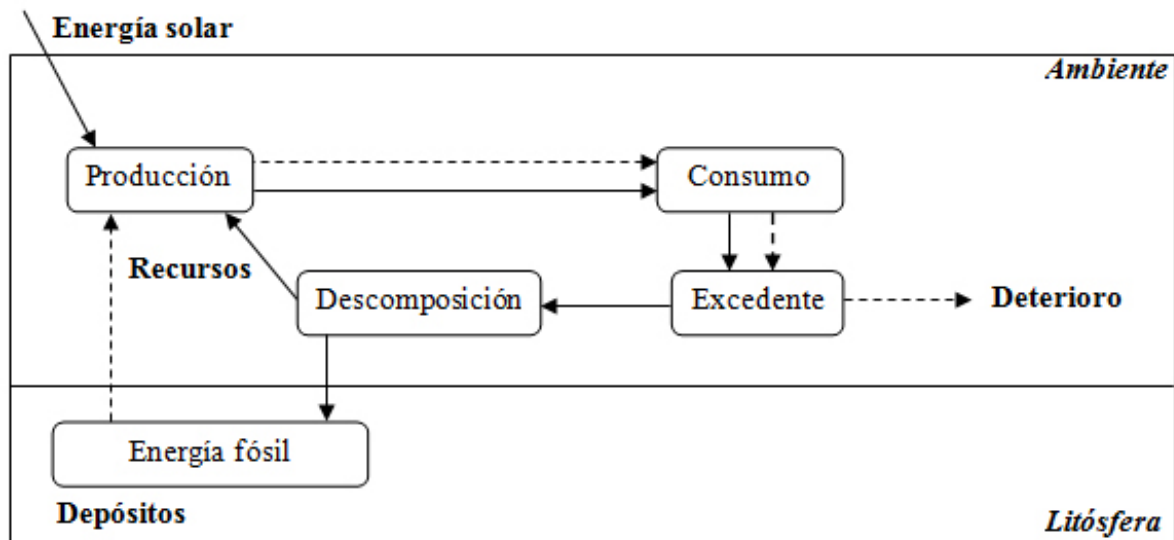 Energía solar
Ambiente
Producción
Consumo
Recursos
Descomposición
Excedente
Deterioro
Energía fósil
Depósitos
Litósfera